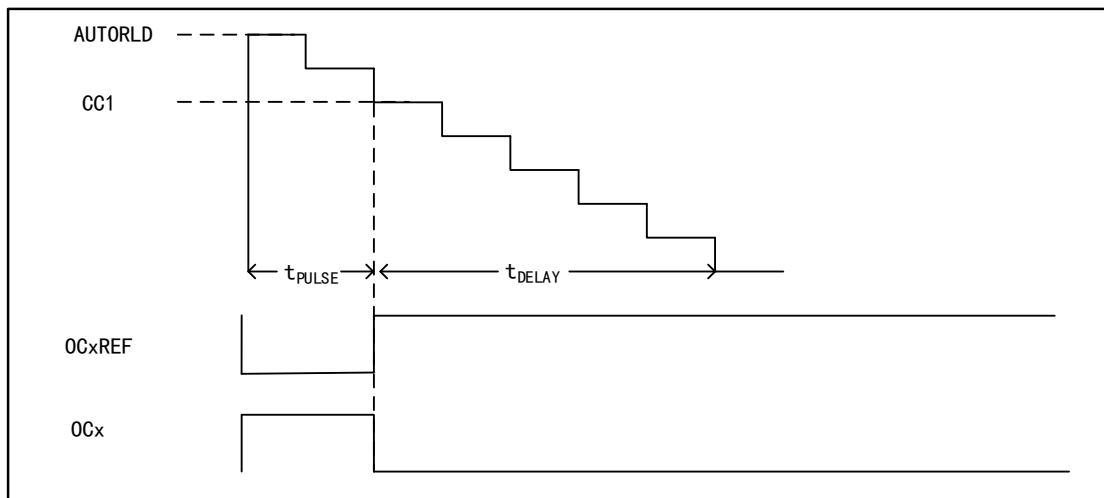 AUTORLD
CC1
tPULSE
tDELAY
OCxREF
OCx